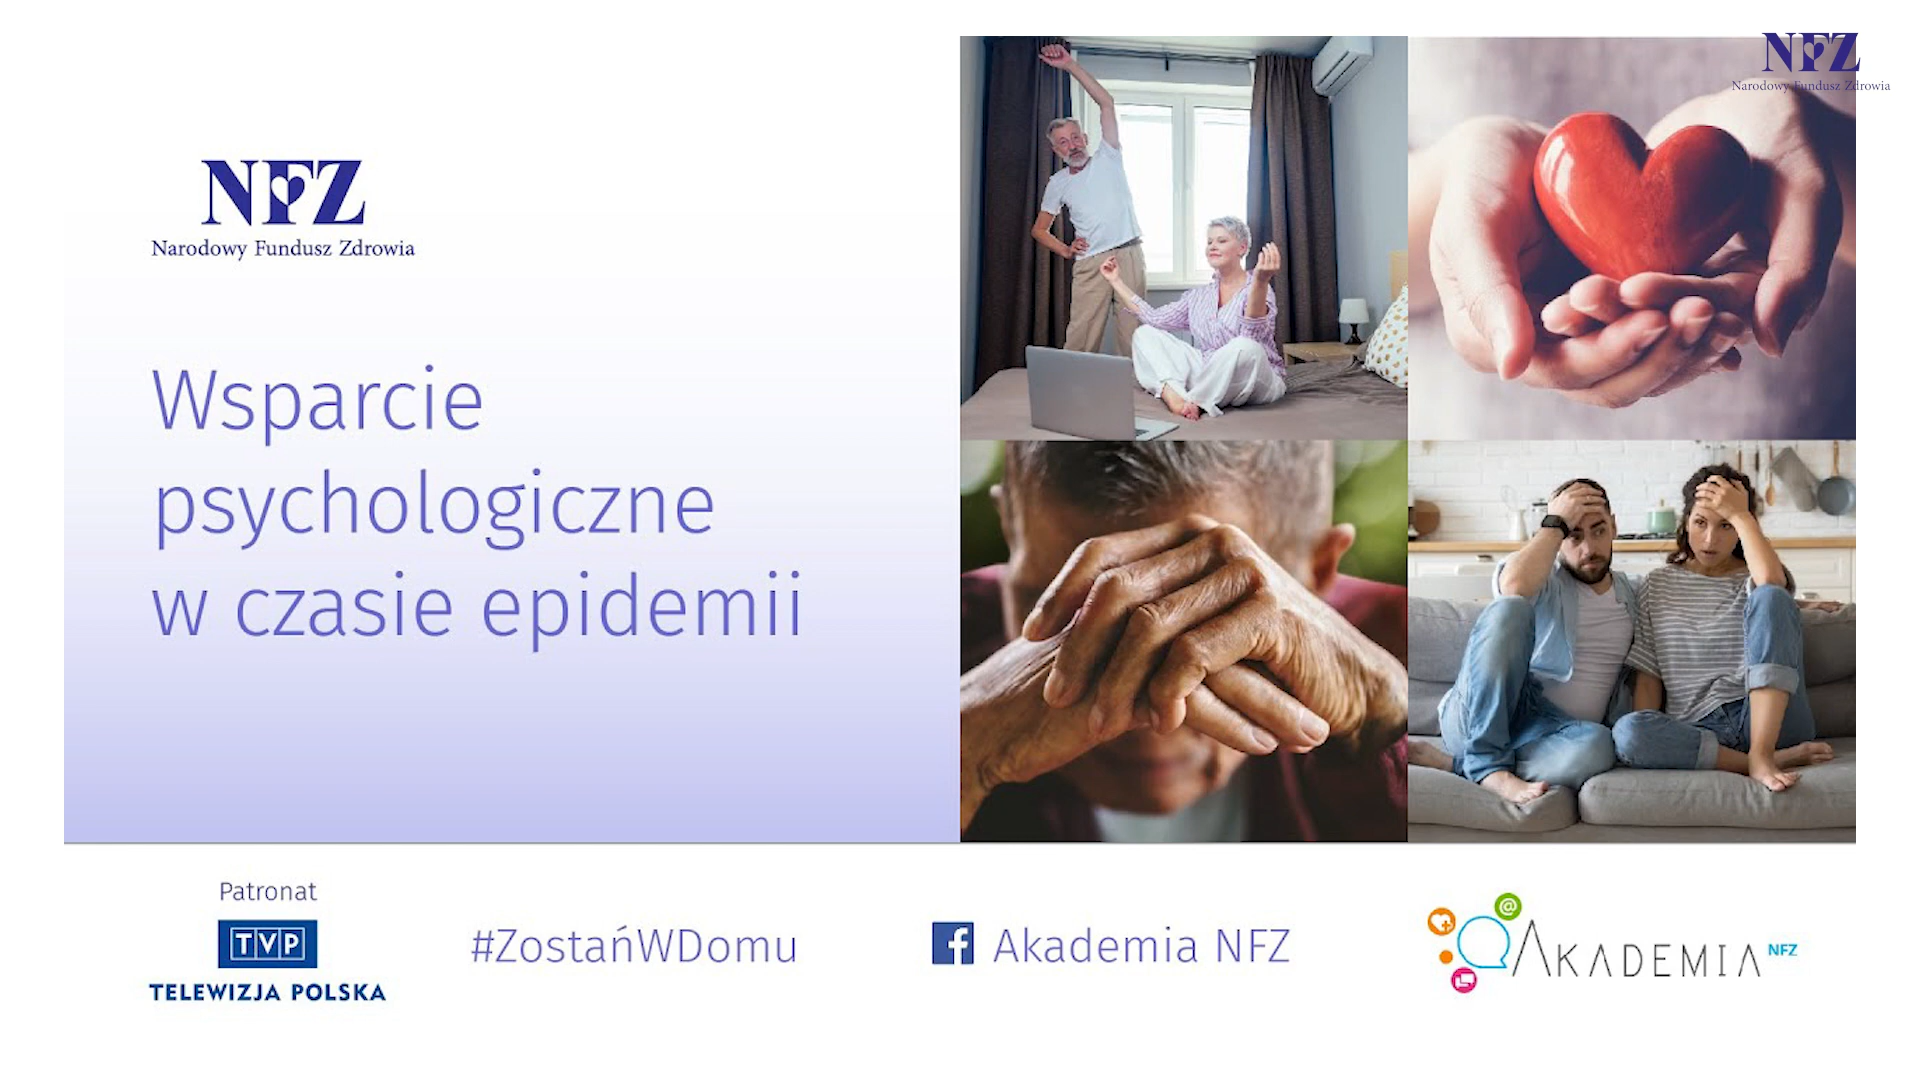 NFZ
Narodowy Fundusz Zdrowia
NFZ
Narodowy Fundusz Zdrowia
Wsparcie
psychologiczne
w czasie epidemii
Patronat
TVP
TELEWIZJA POLSKA
#ZostańWDomu
f Akademia NFZ
@
AKADEMIA NFZ